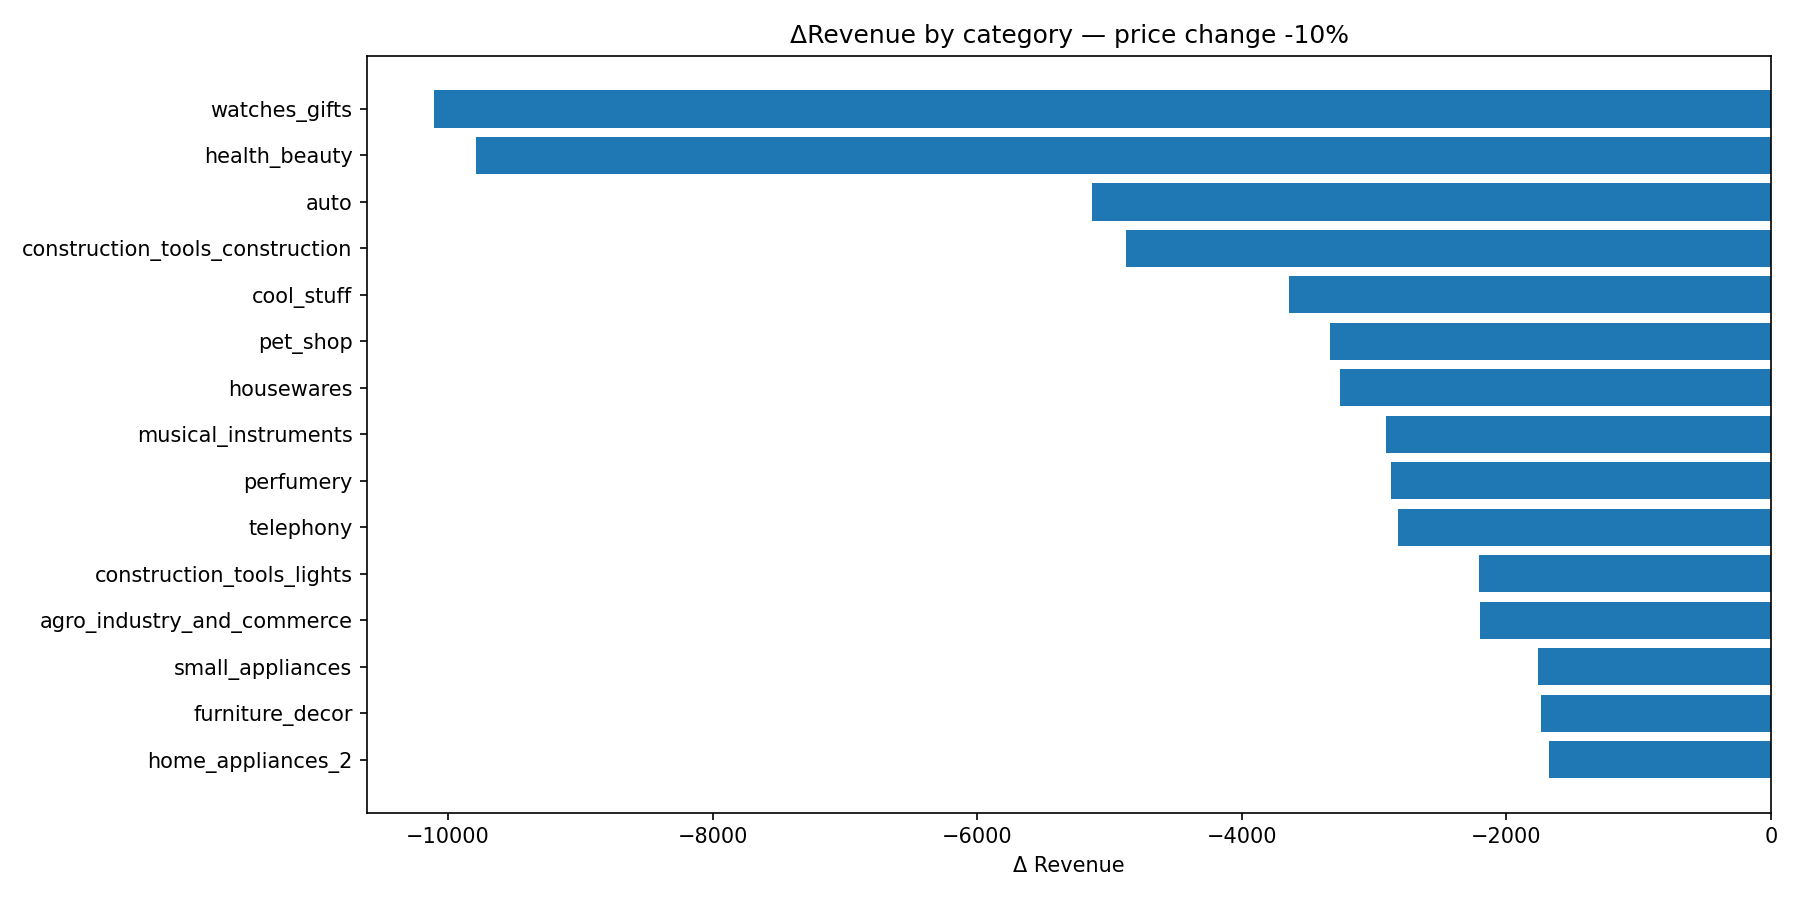 ΔRevenue by category — price change -10%
watches_gifts
health_beauty
auto
construction_tools_construction
cool_stuff
pet_shop
housewares
musical_instruments
perfumery
telephony
construction_tools_lights
agro_industry_and_commerce
small_appliances
furniture_decor
home_appliances_2
−10000 −8000 −6000 −4000 −2000 0
Δ Revenue